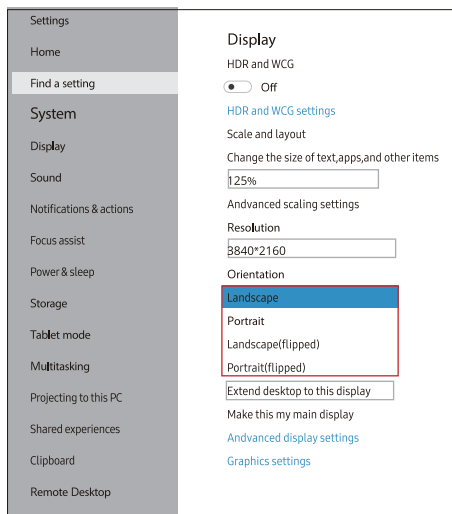 Settings
Home
Find a setting
System
Display
Sound
Notifications & actions
Focus assist
Power & sleep
Storage
Tablet mode
Multitasking
Projecting to this PC
Shared experiences
Clipboard
Remote Desktop
Display
HDR and WCG
Off
HDR and WCG settings
Scale and layout
Change the size of text,apps,and other items
125%
Andvanced scaling settings
Resolution
3840*2160
Orientation
Landscape
Portrait
Landscape(flipped)
Portrait(flipped)
Extend desktop to this display
Make this my main display
Andvanced display settings
Graphics settings